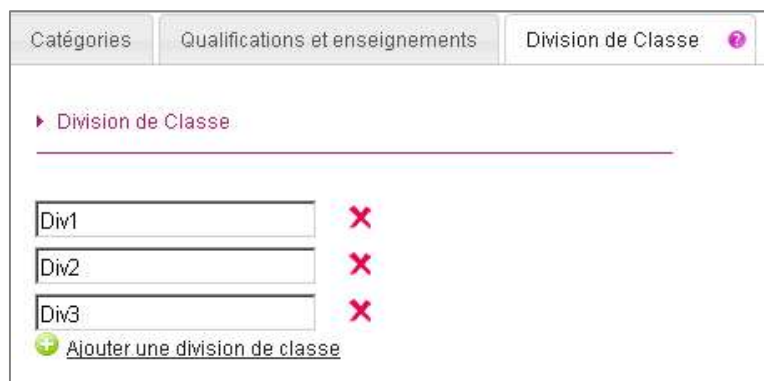 Catégories Qualifications et enseignements Division de Classe ?
Division de Classe
Div1
Div2
Div3
Ajouter une division de classe